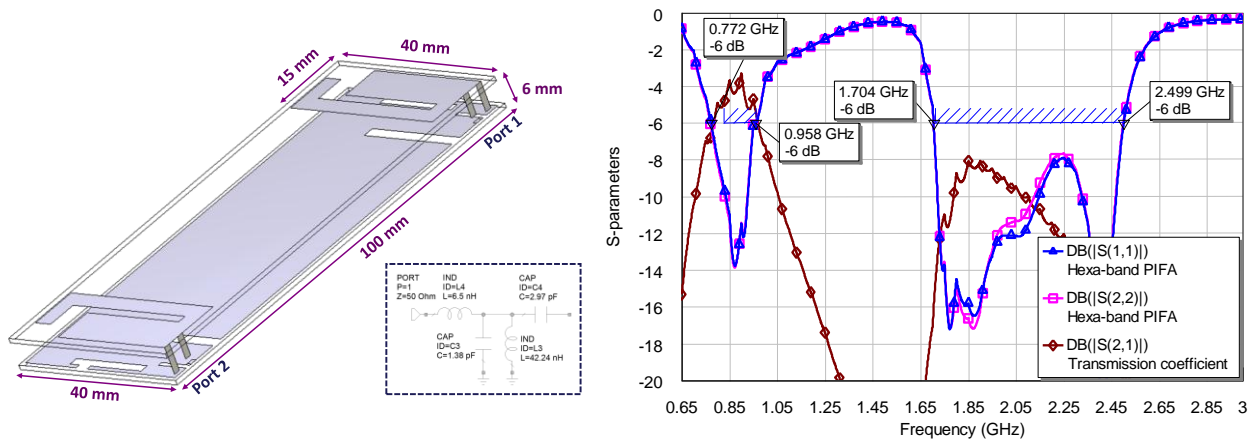 40 mm
15 mm
6 mm
Port 1
100 mm
Port 2
40 mm
PORT
P=1
Z=50 Ohm
IND
ID=L4
L=6.5 nH
CAP
ID=C4
C=2.97 pF
CAP
ID=C3
C=1.38 pF
IND
ID=L3
L=42.24 nH
S-parameters
0
-2
-4
-6
-8
-10
-12
-14
-16
-18
-20
0.772 GHz
-6 dB
0.958 GHz
-6 dB
1.704 GHz
-6 dB
2.499 GHz
-6 dB
DB(|S(1,1)|)
Hexa-band PIFA
DB(|S(2,2)|)
Hexa-band PIFA
DB(|S(2,1)|)
Transmission coefficient
0.65 0.85 1.05 1.25 1.45 1.65 1.85 2.05 2.25 2.45 2.65 2.85 3
Frequency (GHz)